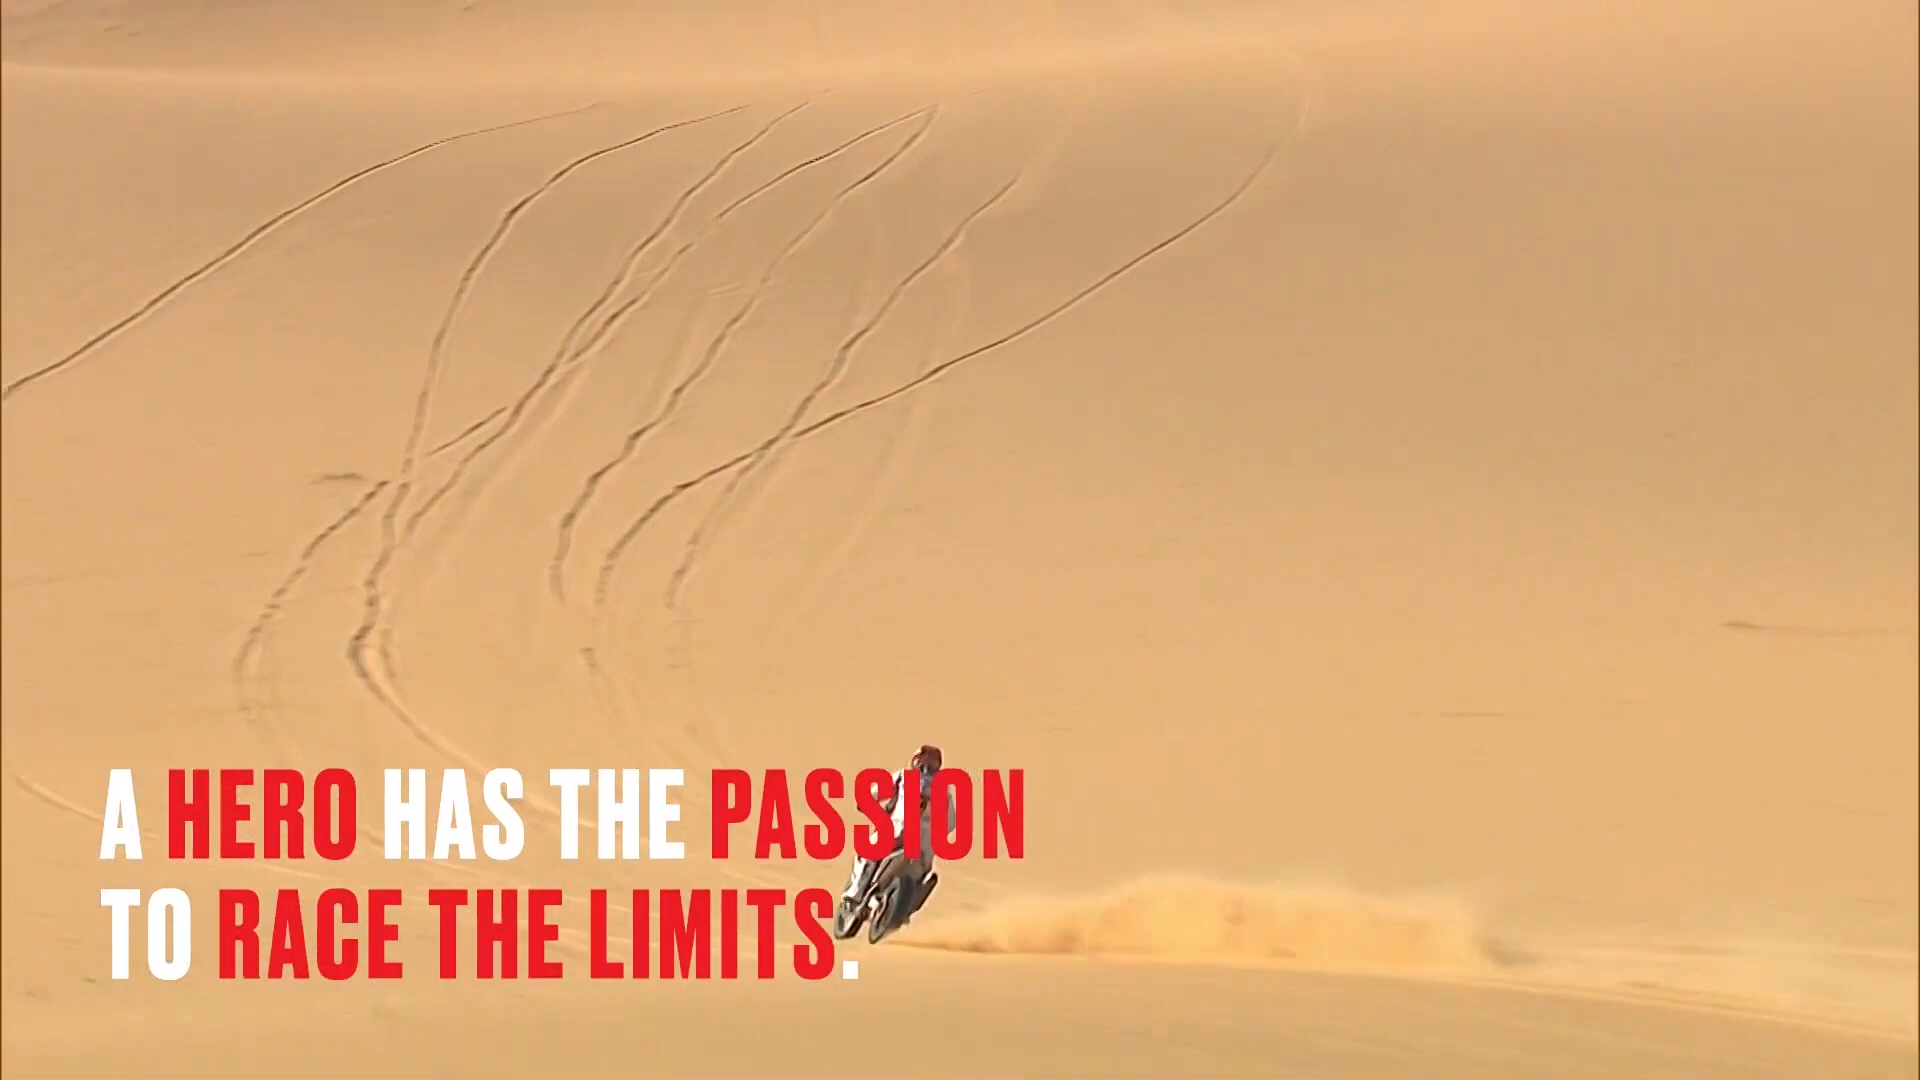 A HERO HAS THE PASSION
TO RACE THE LIMITS.